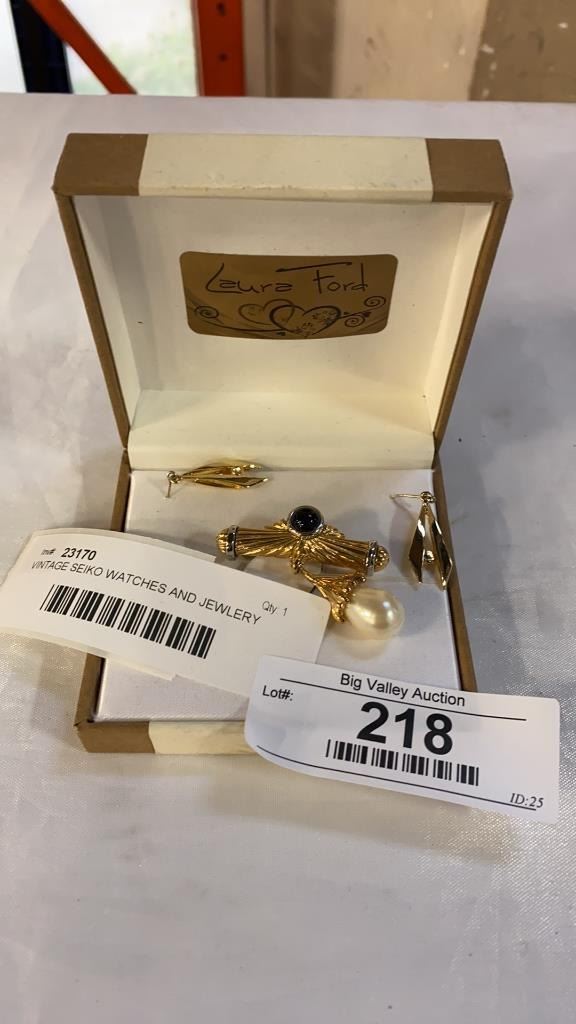 Laura Ford
Inv#: 23170
VINTAGE SEIKO WATCHES AND JEWLERY
Qty: 1
Big Valley Auction
Lot#:
218
ID:25